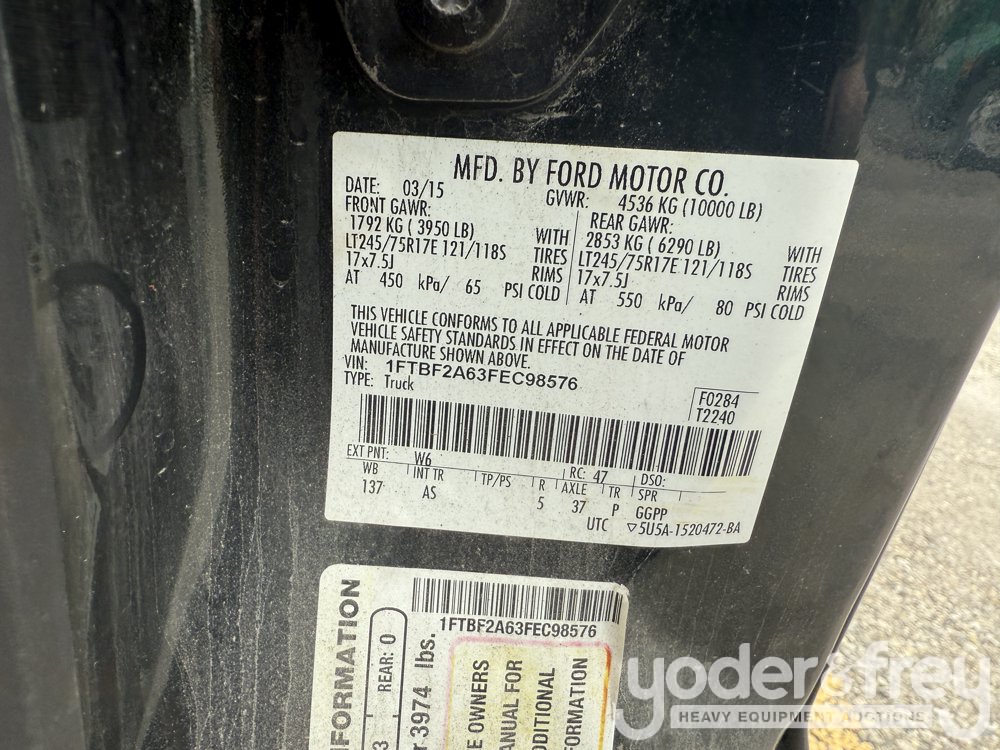 MFD. BY FORD MOTOR CO.
DATE: 03/15 GVWR: 4536 KG (10000 LB)
FRONT GAWR: REAR GAWR:
1792 KG ( 3950 LB) WITH 2853 KG ( 6290 LB) WITH
LT245/75R17E 121/118S TIRES LT245/75R17E 121/118S TIRES
17x7.5J RIMS 17x7.5J RIMS
AT 450 kPa/ 65 PSI COLD AT 550 kPa/ 80 PSI COLD
THIS VEHICLE CONFORMS TO ALL APPLICABLE FEDERAL MOTOR
VEHICLE SAFETY STANDARDS IN EFFECT ON THE DATE OF
MANUFACTURE SHOWN ABOVE.
VIN: 1FTBF2A63FEC98576
TYPE: Truck
F0284
T2240
EXT PNT: W6 RC: 47 DSO:
WB INT TR TP/PS R AXLE TR SPR
137 AS 5 37 P GGPP
UTC ▽5U5A-1520472-BA
FORMATION
3 REAR: 0
r 3974 lbs.
1FTBF2A63FEC98576
E OWNERS
ANUAL FOR
DDITIONAL
FORMATION
yoder&frey
HEAVY EQUIPMENT AUCTIONS